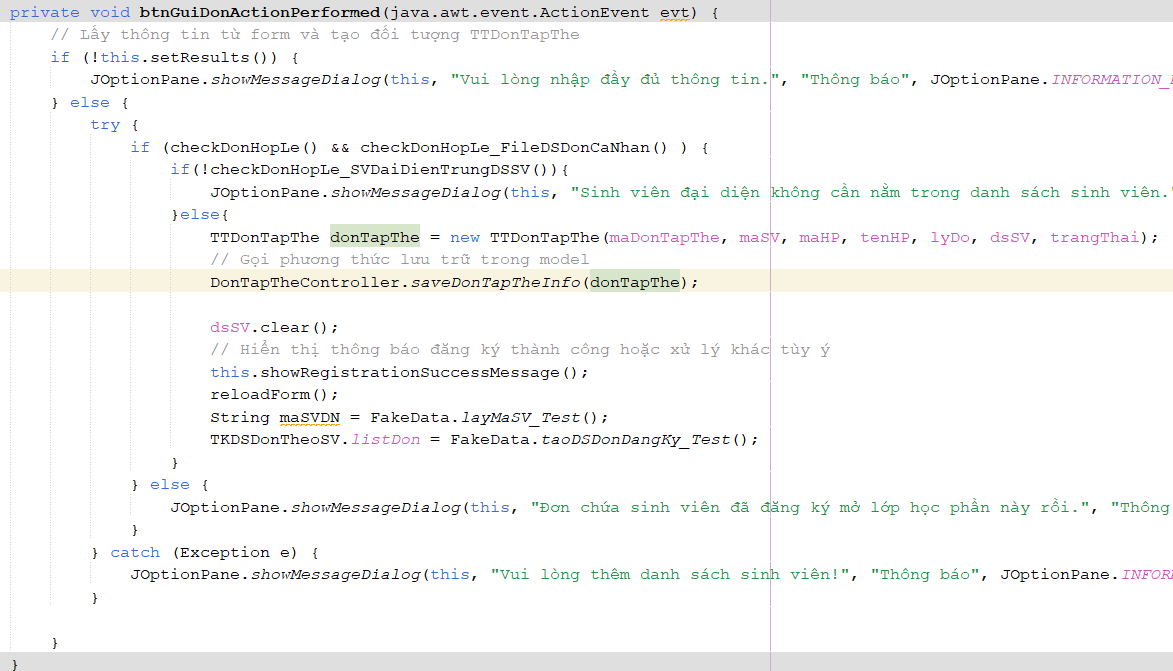 private void btnGuiDonActionPerformed(java.awt.event.ActionEvent evt) {
// Lấy thông tin từ form và tạo đối tượng TTDonTapThe
if (!this.setResults()) {
JOptionPane.showMessageDialog(this, "Vui lòng nhập đầy đủ thông tin.", "Thông báo", JOptionPane.INFORMATION_
} else {
try {
if (checkDonHopLe() && checkDonHopLe_FileDSDonCaNhan() ) {
if(!checkDonHopLe_SVDaiDienTrungDSSV()){
JOptionPane.showMessageDialog(this, "Sinh viên đại diện không cần nằm trong danh sách sinh viên."
}else{
TTDonTapThe donTapThe = new TTDonTapThe(maDonTapThe, maSV, maHP, tenHP, lyDo, dsSV, trangThai);
// Gọi phương thức lưu trữ trong model
DonTapTheController.saveDonTapTheInfo(donTapThe);
dsSV.clear();
// Hiển thị thông báo đăng ký thành công hoặc xử lý khác tùy ý
this.showRegistrationSuccessMessage();
reloadForm();
String maSVDN = FakeData.layMaSV_Test();
TKDSDonTheoSV.listDon = FakeData.taoDSDonDangKy_Test();
}
} else {
JOptionPane.showMessageDialog(this, "Đơn chứa sinh viên đã đăng ký mở lớp học phần này rồi.", "Thông
}
} catch (Exception e) {
JOptionPane.showMessageDialog(this, "Vui lòng thêm danh sách sinh viên!", "Thông báo", JOptionPane.INFOR
}
}
}